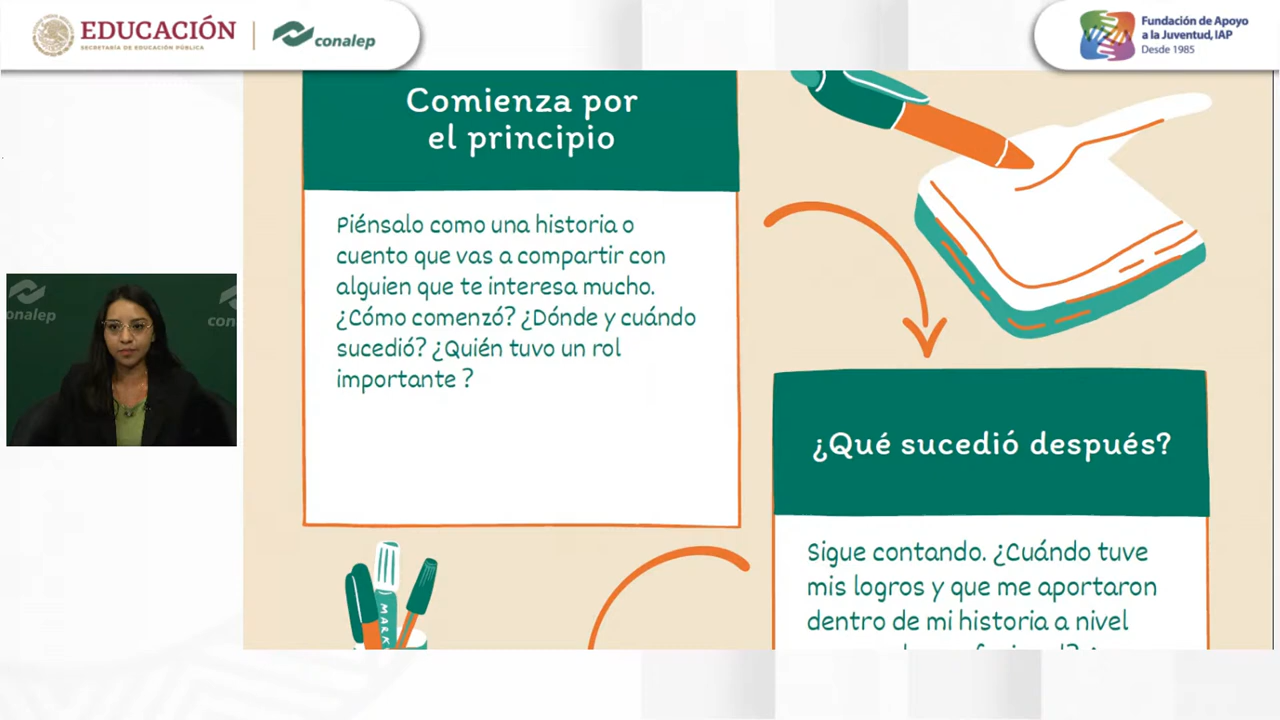 EDUCACIÓN
SECRETARÍA DE EDUCACIÓN PÚBLICA
conalep
Fundación de Apoyo
a la Juventud, IAP
Desde 1985
Comienza por
el principio
Piénsalo como una historia o
cuento que vas a compartir con
alguien que te interesa mucho.
¿Cómo comenzó? ¿Dónde y cuándo
sucedió? ¿Quién tuvo un rol
importante ?
¿Qué sucedió después?
Sigue contando. ¿Cuándo tuve
mis logros y que me aportaron
dentro de mi historia a nivel
MARK
onalep
con